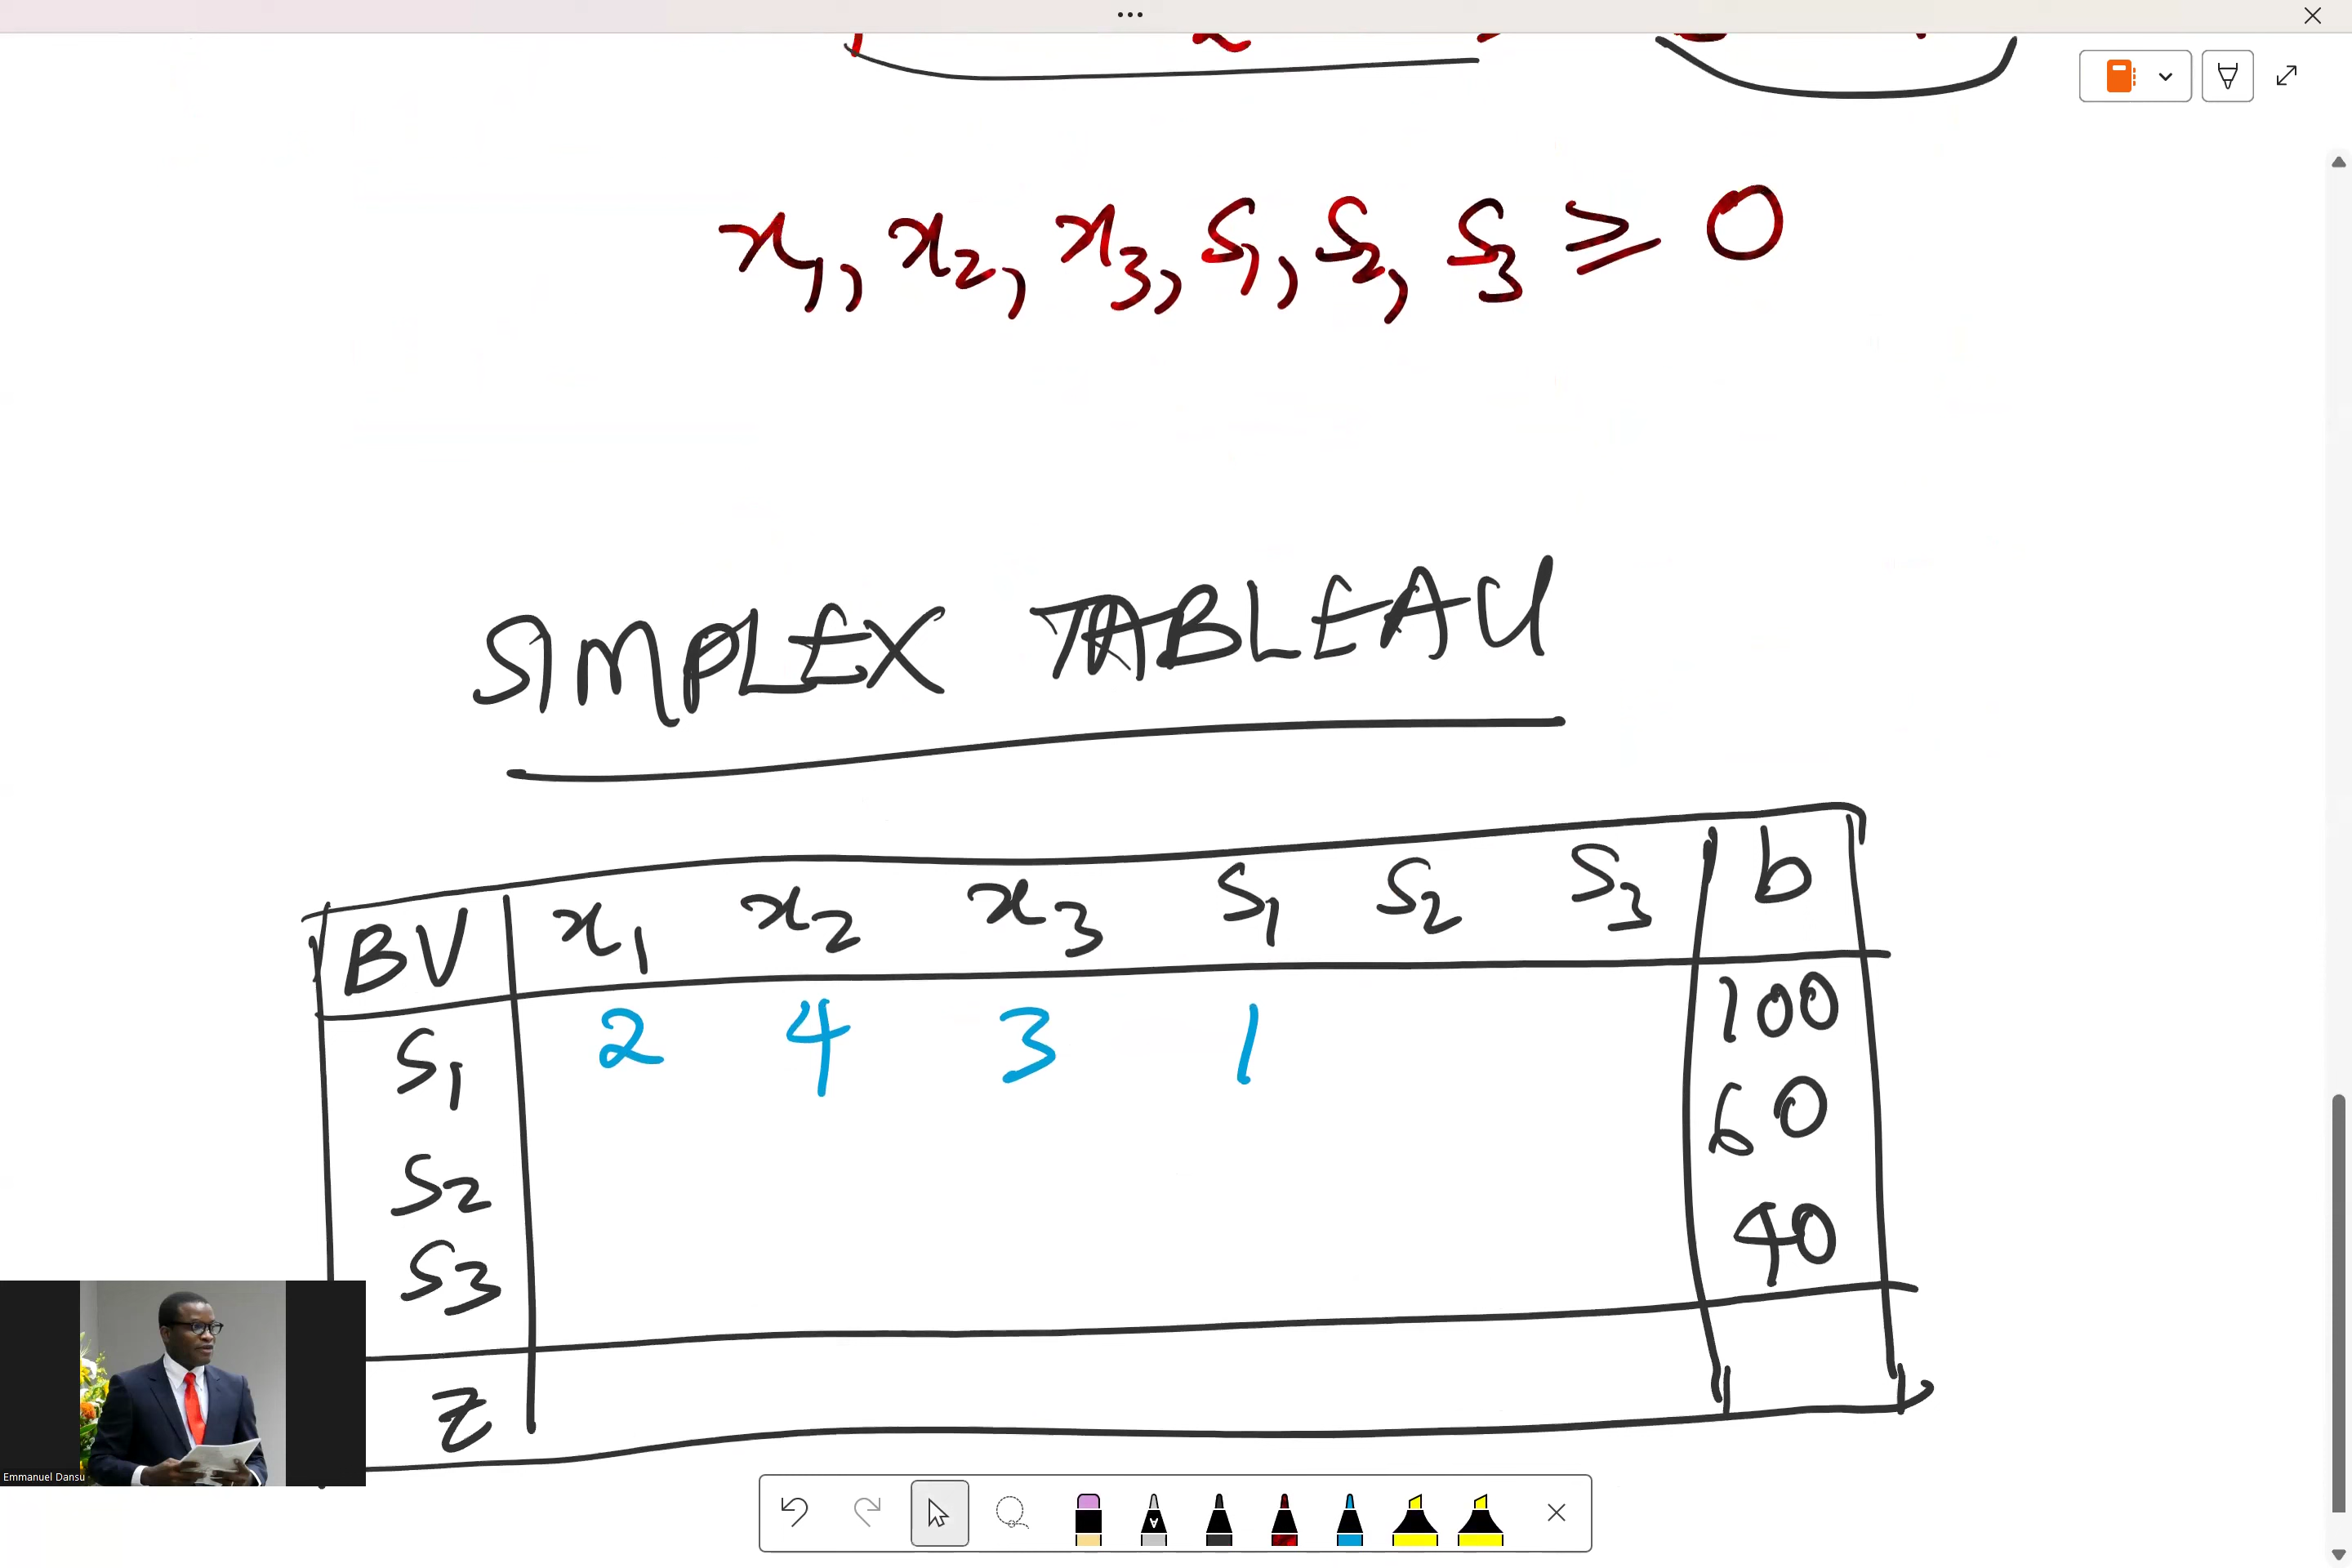 x₁, x₂, x₃, S₁, S₂, S₃ ≥ 0
SIMPLEX TABLEAU
BV x₁ x₂ x₃ S₁ S₂ S₃ b
S₁ 2 4 3 1 100
S₂ 60
S₃ 40
Z
Emmanuel Dansu